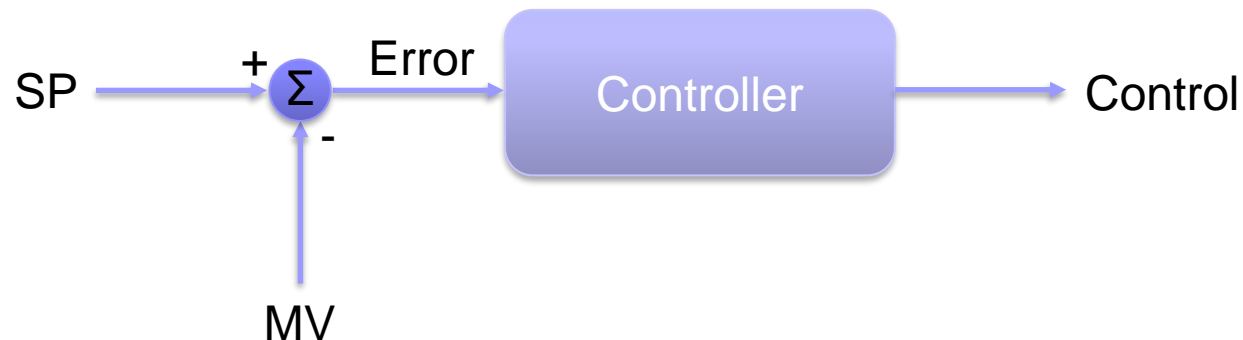 SP
+
Σ
Error
Controller
Control
-
MV